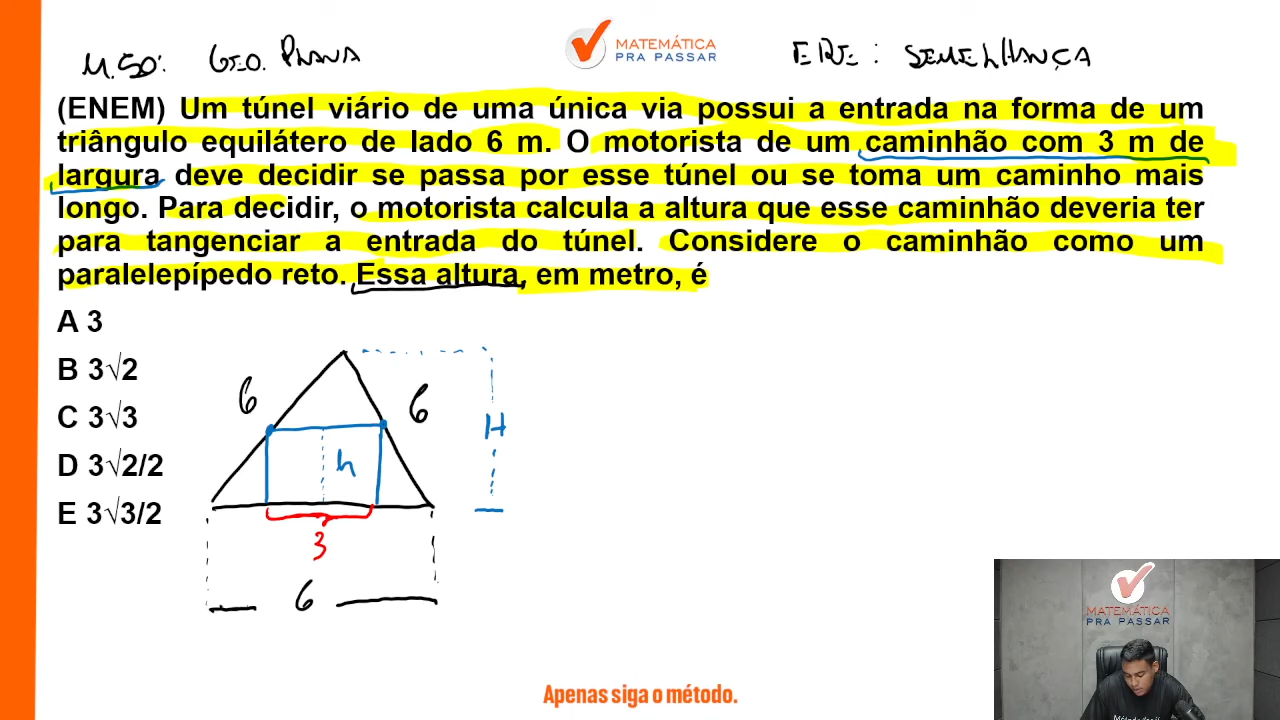 M.50: GEO. PLANA
MATEMÁTICA
PRA PASSAR
ERE: SEMELHANÇA
(ENEM) Um túnel viário de uma única via possui a entrada na forma de um
triângulo equilátero de lado 6 m. O motorista de um caminhão com 3 m de
largura deve decidir se passa por esse túnel ou se toma um caminho mais
longo. Para decidir, o motorista calcula a altura que esse caminhão deveria ter
para tangenciar a entrada do túnel. Considere o caminhão como um
paralelepípedo reto. Essa altura, em metro, é
A 3
B 3√2
C 3√3
D 3√2/2
E 3√3/2
6
6
H
h
3
6
MATEMÁTICA
PRA PASSAR
Apenas siga o método.